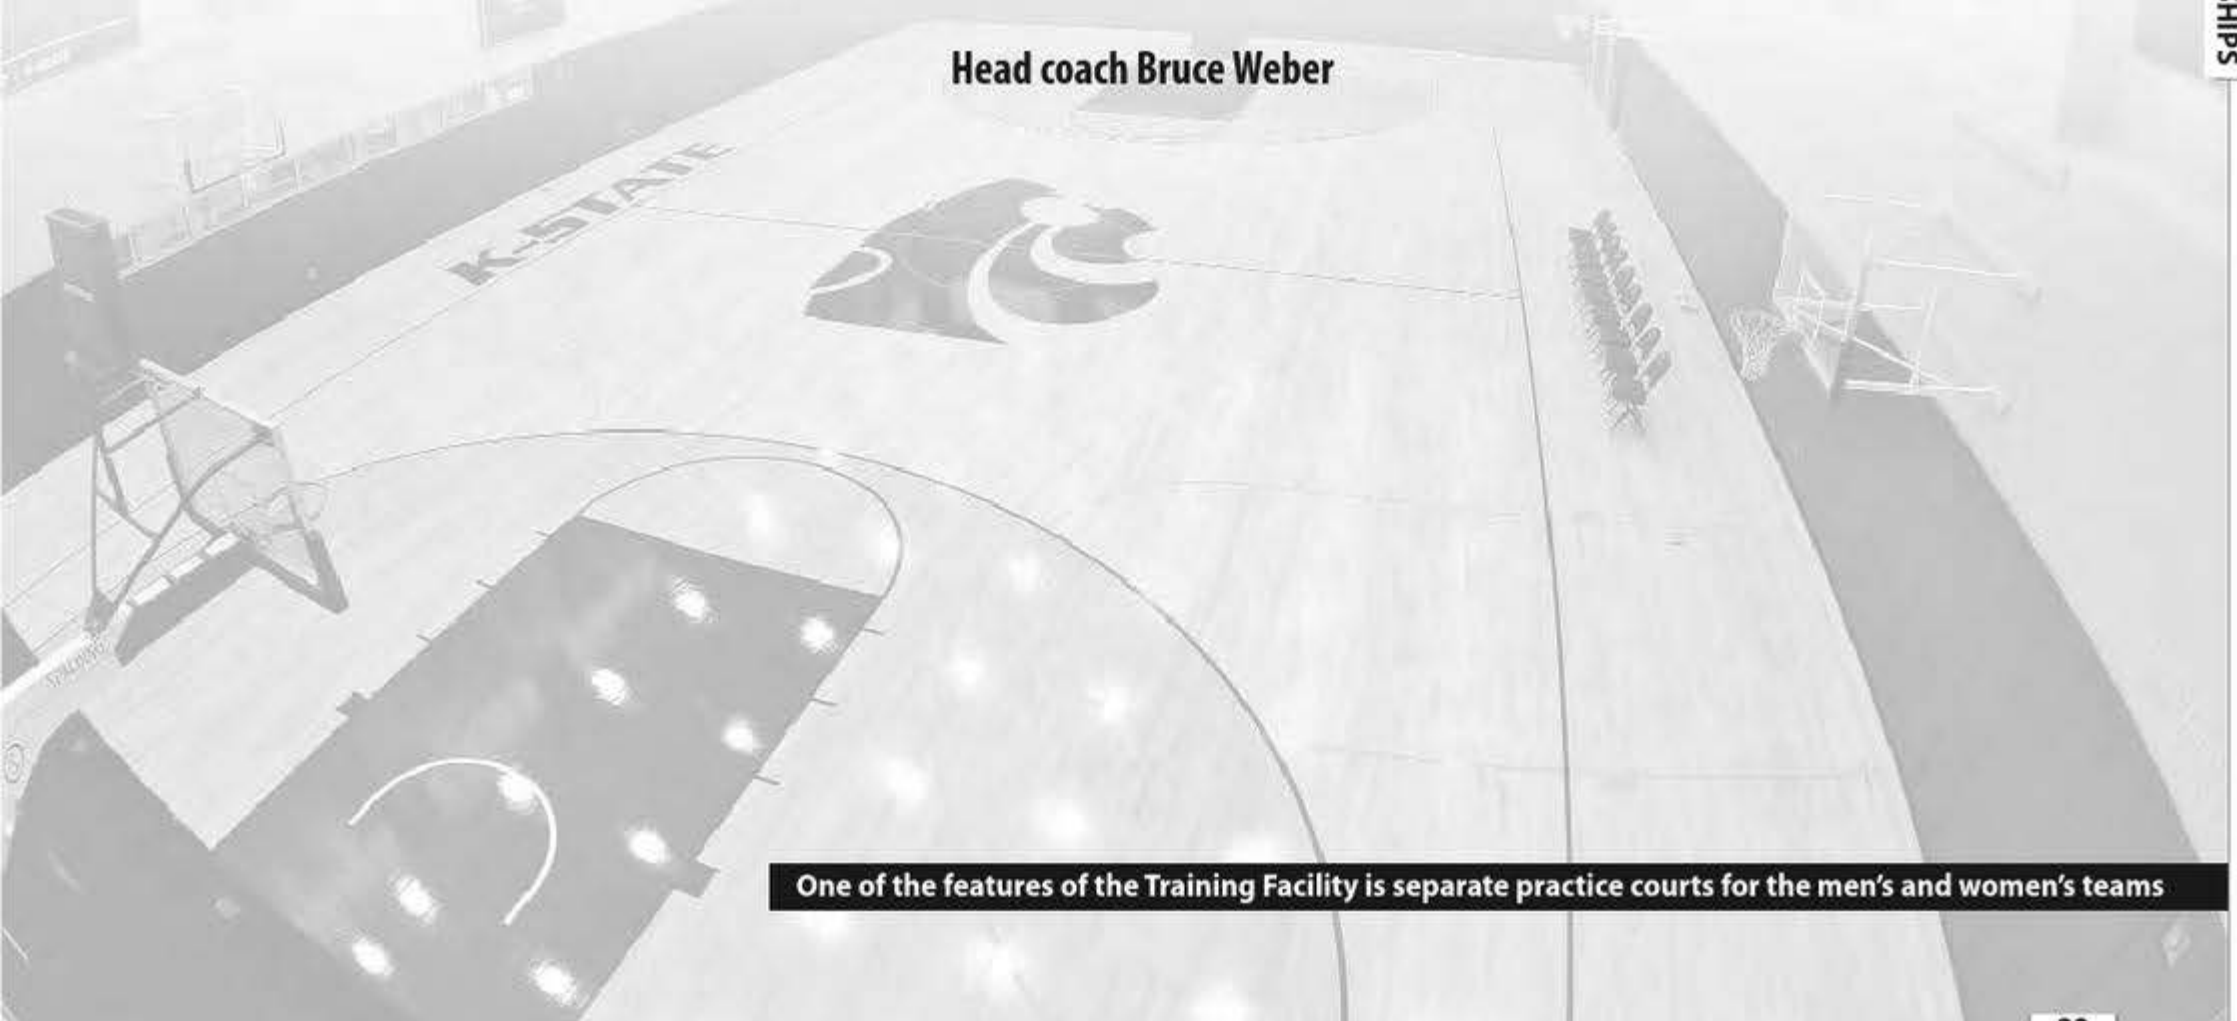 Head coach Bruce Weber
K-STATE
SPALDING
One of the features of the Training Facility is separate practice courts for the men's and women's teams